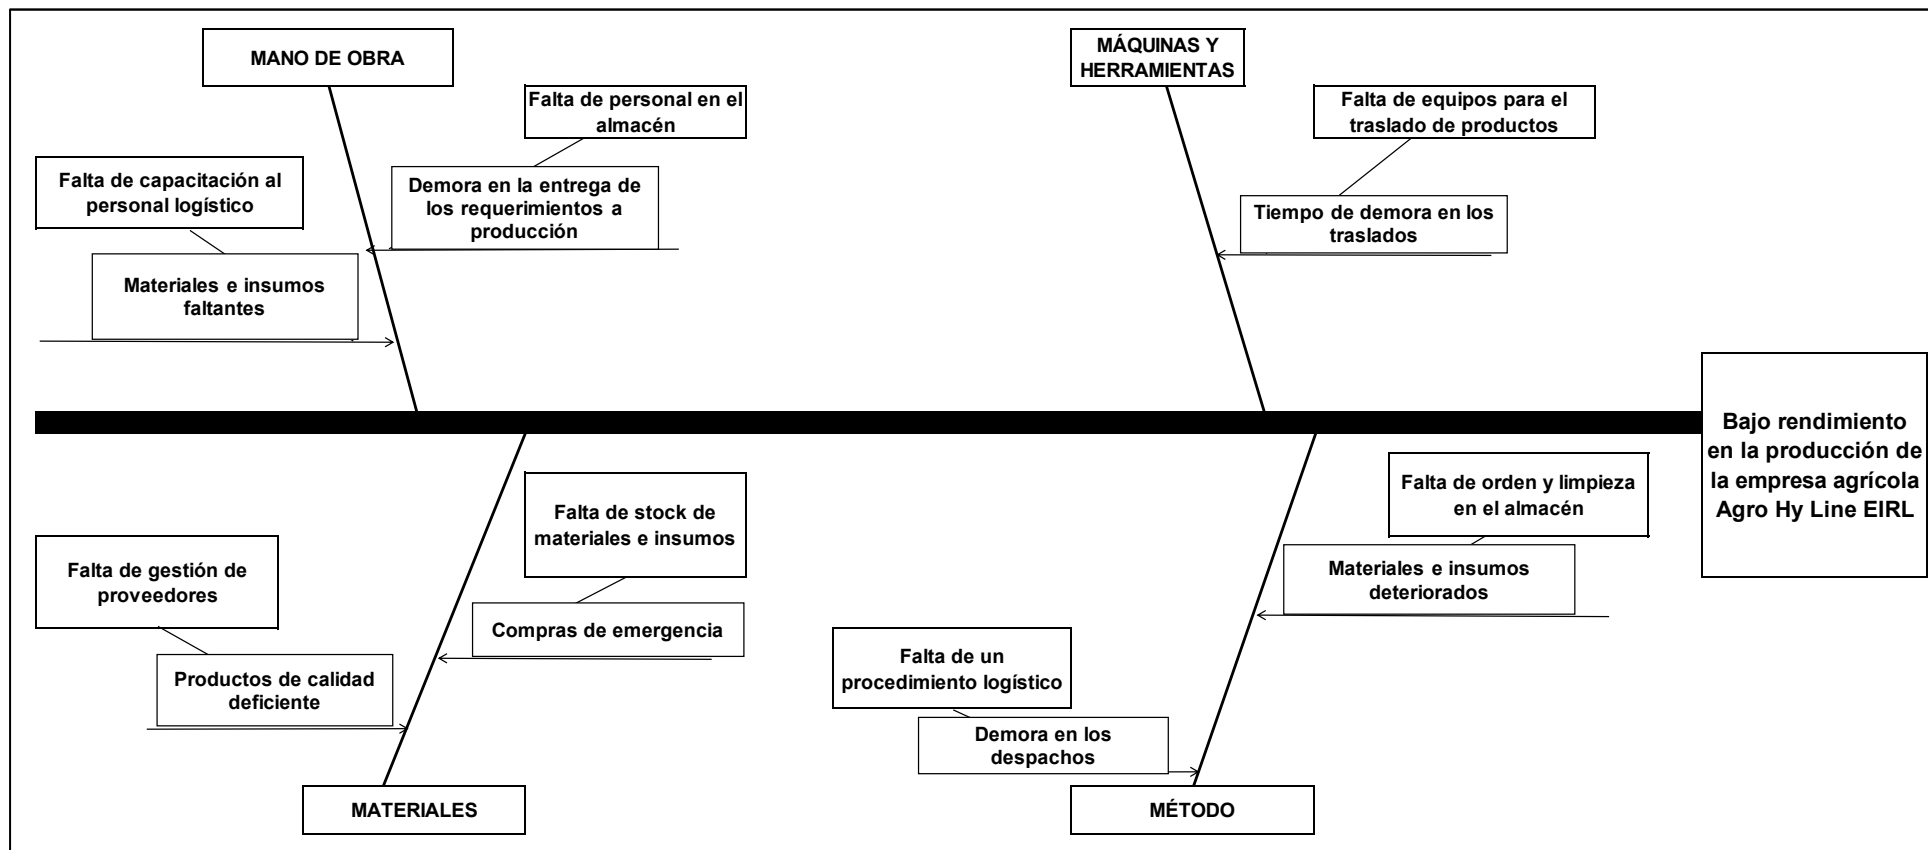 MANO DE OBRA
MÁQUINAS Y
HERRAMIENTAS
Falta de personal en el
almacén
Falta de equipos para el
traslado de productos
Falta de capacitación al
personal logístico
Demora en la entrega de
los requerimientos a
producción
Tiempo de demora en los
traslados
Materiales e insumos
faltantes
Bajo rendimiento
en la producción de
la empresa agrícola
Agro Hy Line EIRL
Falta de stock de
materiales e insumos
Falta de orden y limpieza
en el almacén
Falta de gestión de
proveedores
Materiales e insumos
deteriorados
Compras de emergencia
Falta de un
procedimiento logístico
Productos de calidad
deficiente
Demora en los
despachos
MATERIALES
MÉTODO